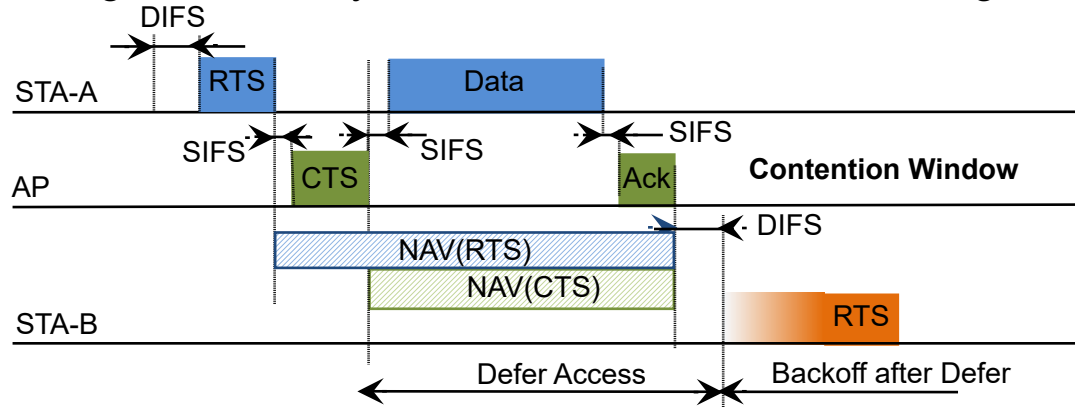 DIFS
RTS
Data
STA-A
SIFS
SIFS
SIFS
CTS
Ack
Contention Window
AP
DIFS
NAV(RTS)
NAV(CTS)
RTS
STA-B
Defer Access
Backoff after Defer